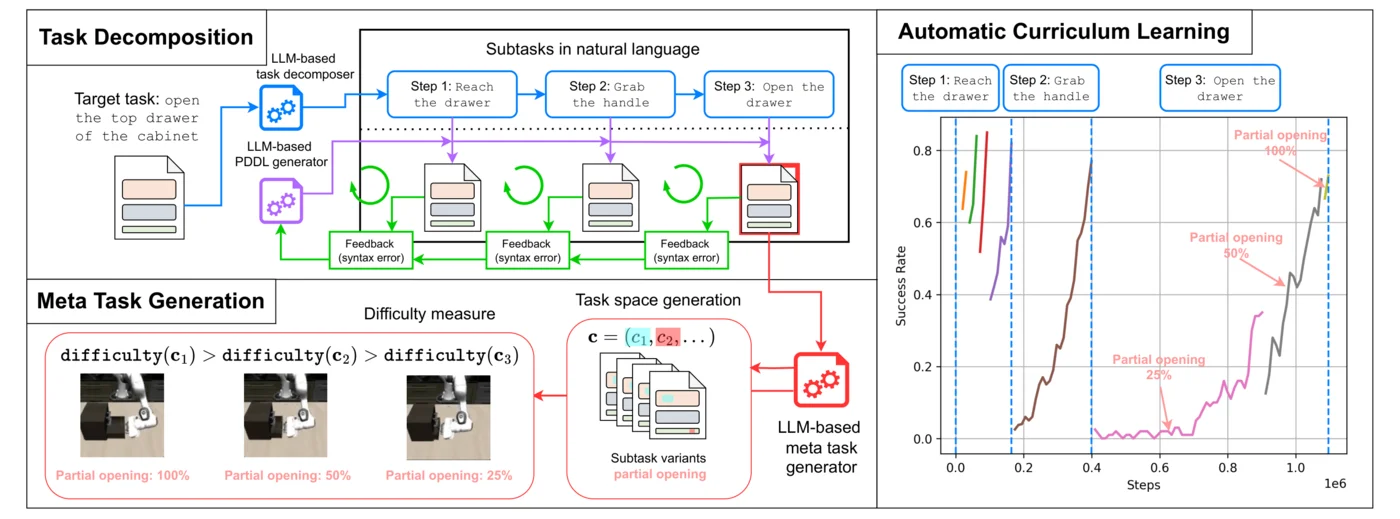 Task Decomposition
LLM-based
task decomposer
Target task: open
the top drawer
of the cabinet
LLM-based
PDDL generator
Subtasks in natural language
Step 1: Reach
the drawer
Step 2: Grab
the handle
Step 3: Open the
drawer
Feedback
(syntax error)
Feedback
(syntax error)
Feedback
(syntax error)
Meta Task Generation
Difficulty measure
difficulty(c₁) > difficulty(c₂) > difficulty(c₃)
Partial opening: 100%
Partial opening: 50%
Partial opening: 25%
Task space generation
c = (c₁, c₂, . . . )
Subtask variants
partial opening
LLM-based
meta task
generator
Automatic Curriculum Learning
Step 1: Reach
the drawer
Step 2: Grab
the handle
Step 3: Open the
drawer
Partial opening
100%
Partial opening
50%
Partial opening
25%
Success Rate
0.8
0.6
0.4
0.2
0.0
0.0
0.2
0.4
0.6
0.8
1.0
Steps
1e6